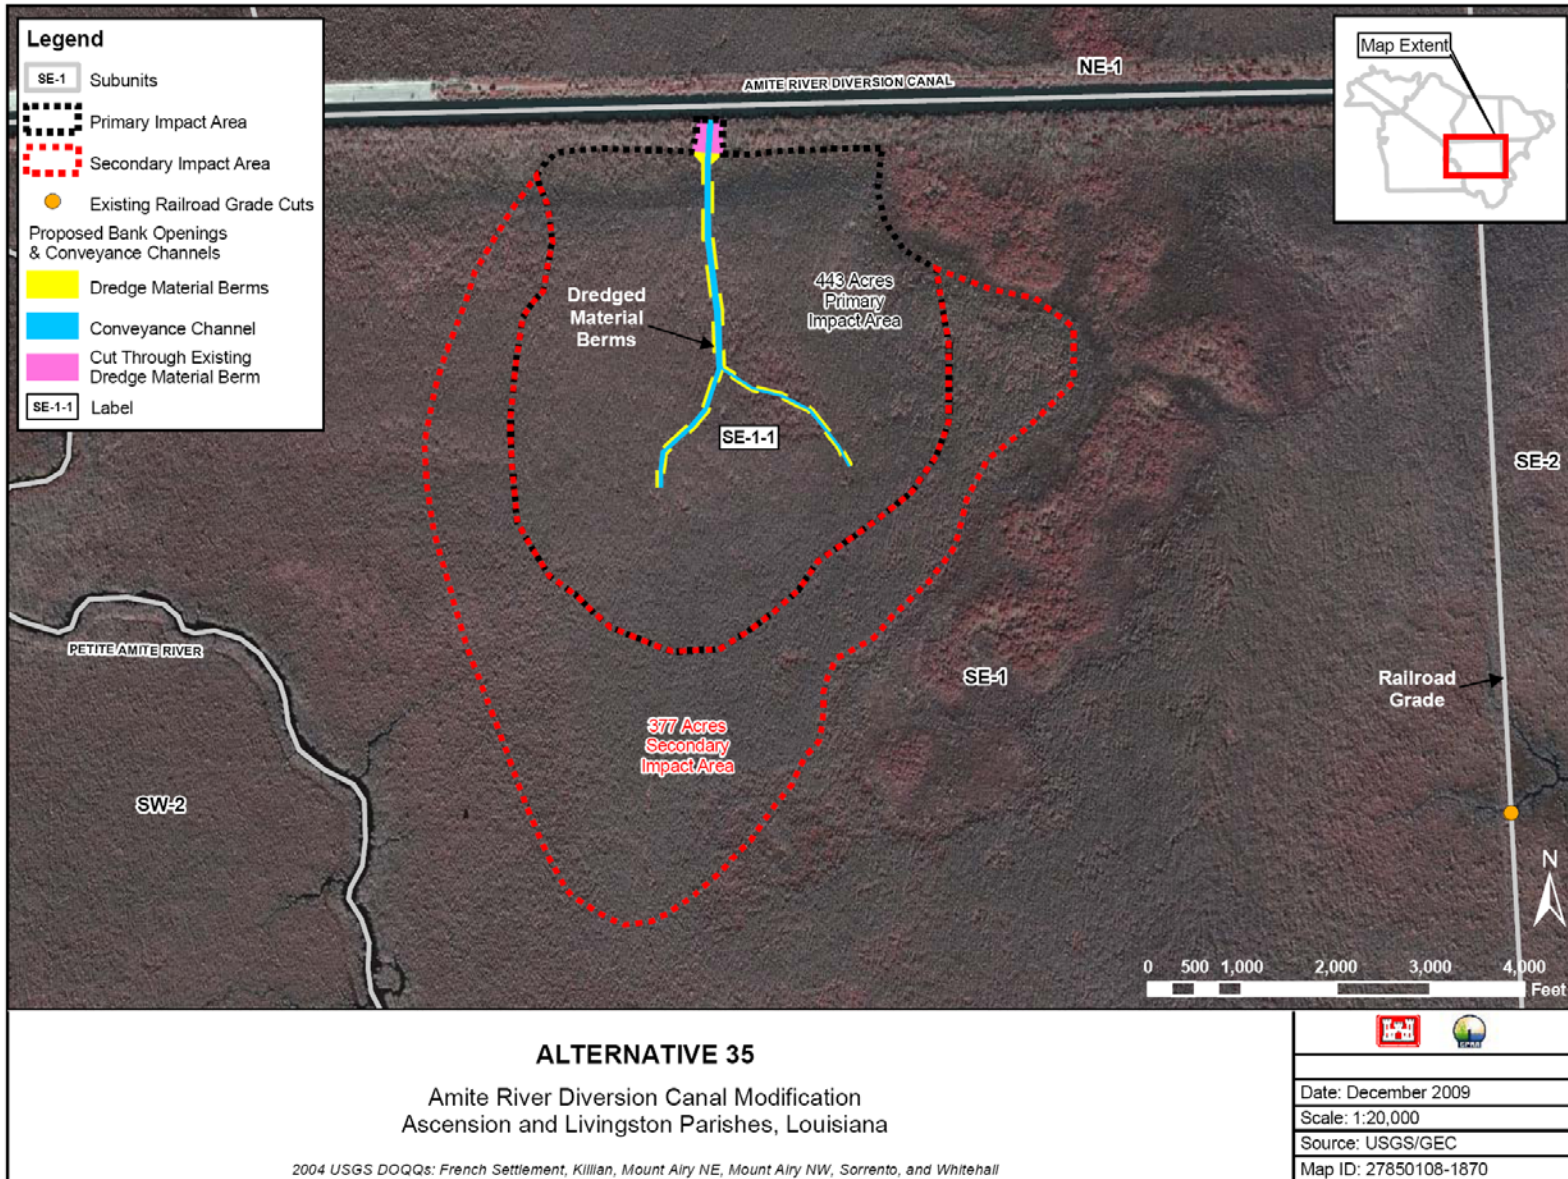 Legend
SE-1 Subunits
Primary Impact Area
Secondary Impact Area
Existing Railroad Grade Cuts
Proposed Bank Openings
& Conveyance Channels
Dredge Material Berms
Conveyance Channel
Cut Through Existing
Dredge Material Berm
SE-1-1 Label
AMITE RIVER DIVERSION CANAL
NE-1
Map Extent
Dredged
Material
Berms
443 Acres
Primary
Impact Area
SE-1-1
SE-2
PETITE AMITE RIVER
SE-1
Railroad
Grade
377 Acres
Secondary
Impact Area
SW-2
N
0 500 1,000 2,000 3,000 4,000
Feet
ALTERNATIVE 35
Amite River Diversion Canal Modification
Ascension and Livingston Parishes, Louisiana
2004 USGS DOQQs: French Settlement, Killian, Mount Airy NE, Mount Airy NW, Sorrento, and Whitehall
Date: December 2009
Scale: 1:20,000
Source: USGS/GEC
Map ID: 27850108-1870